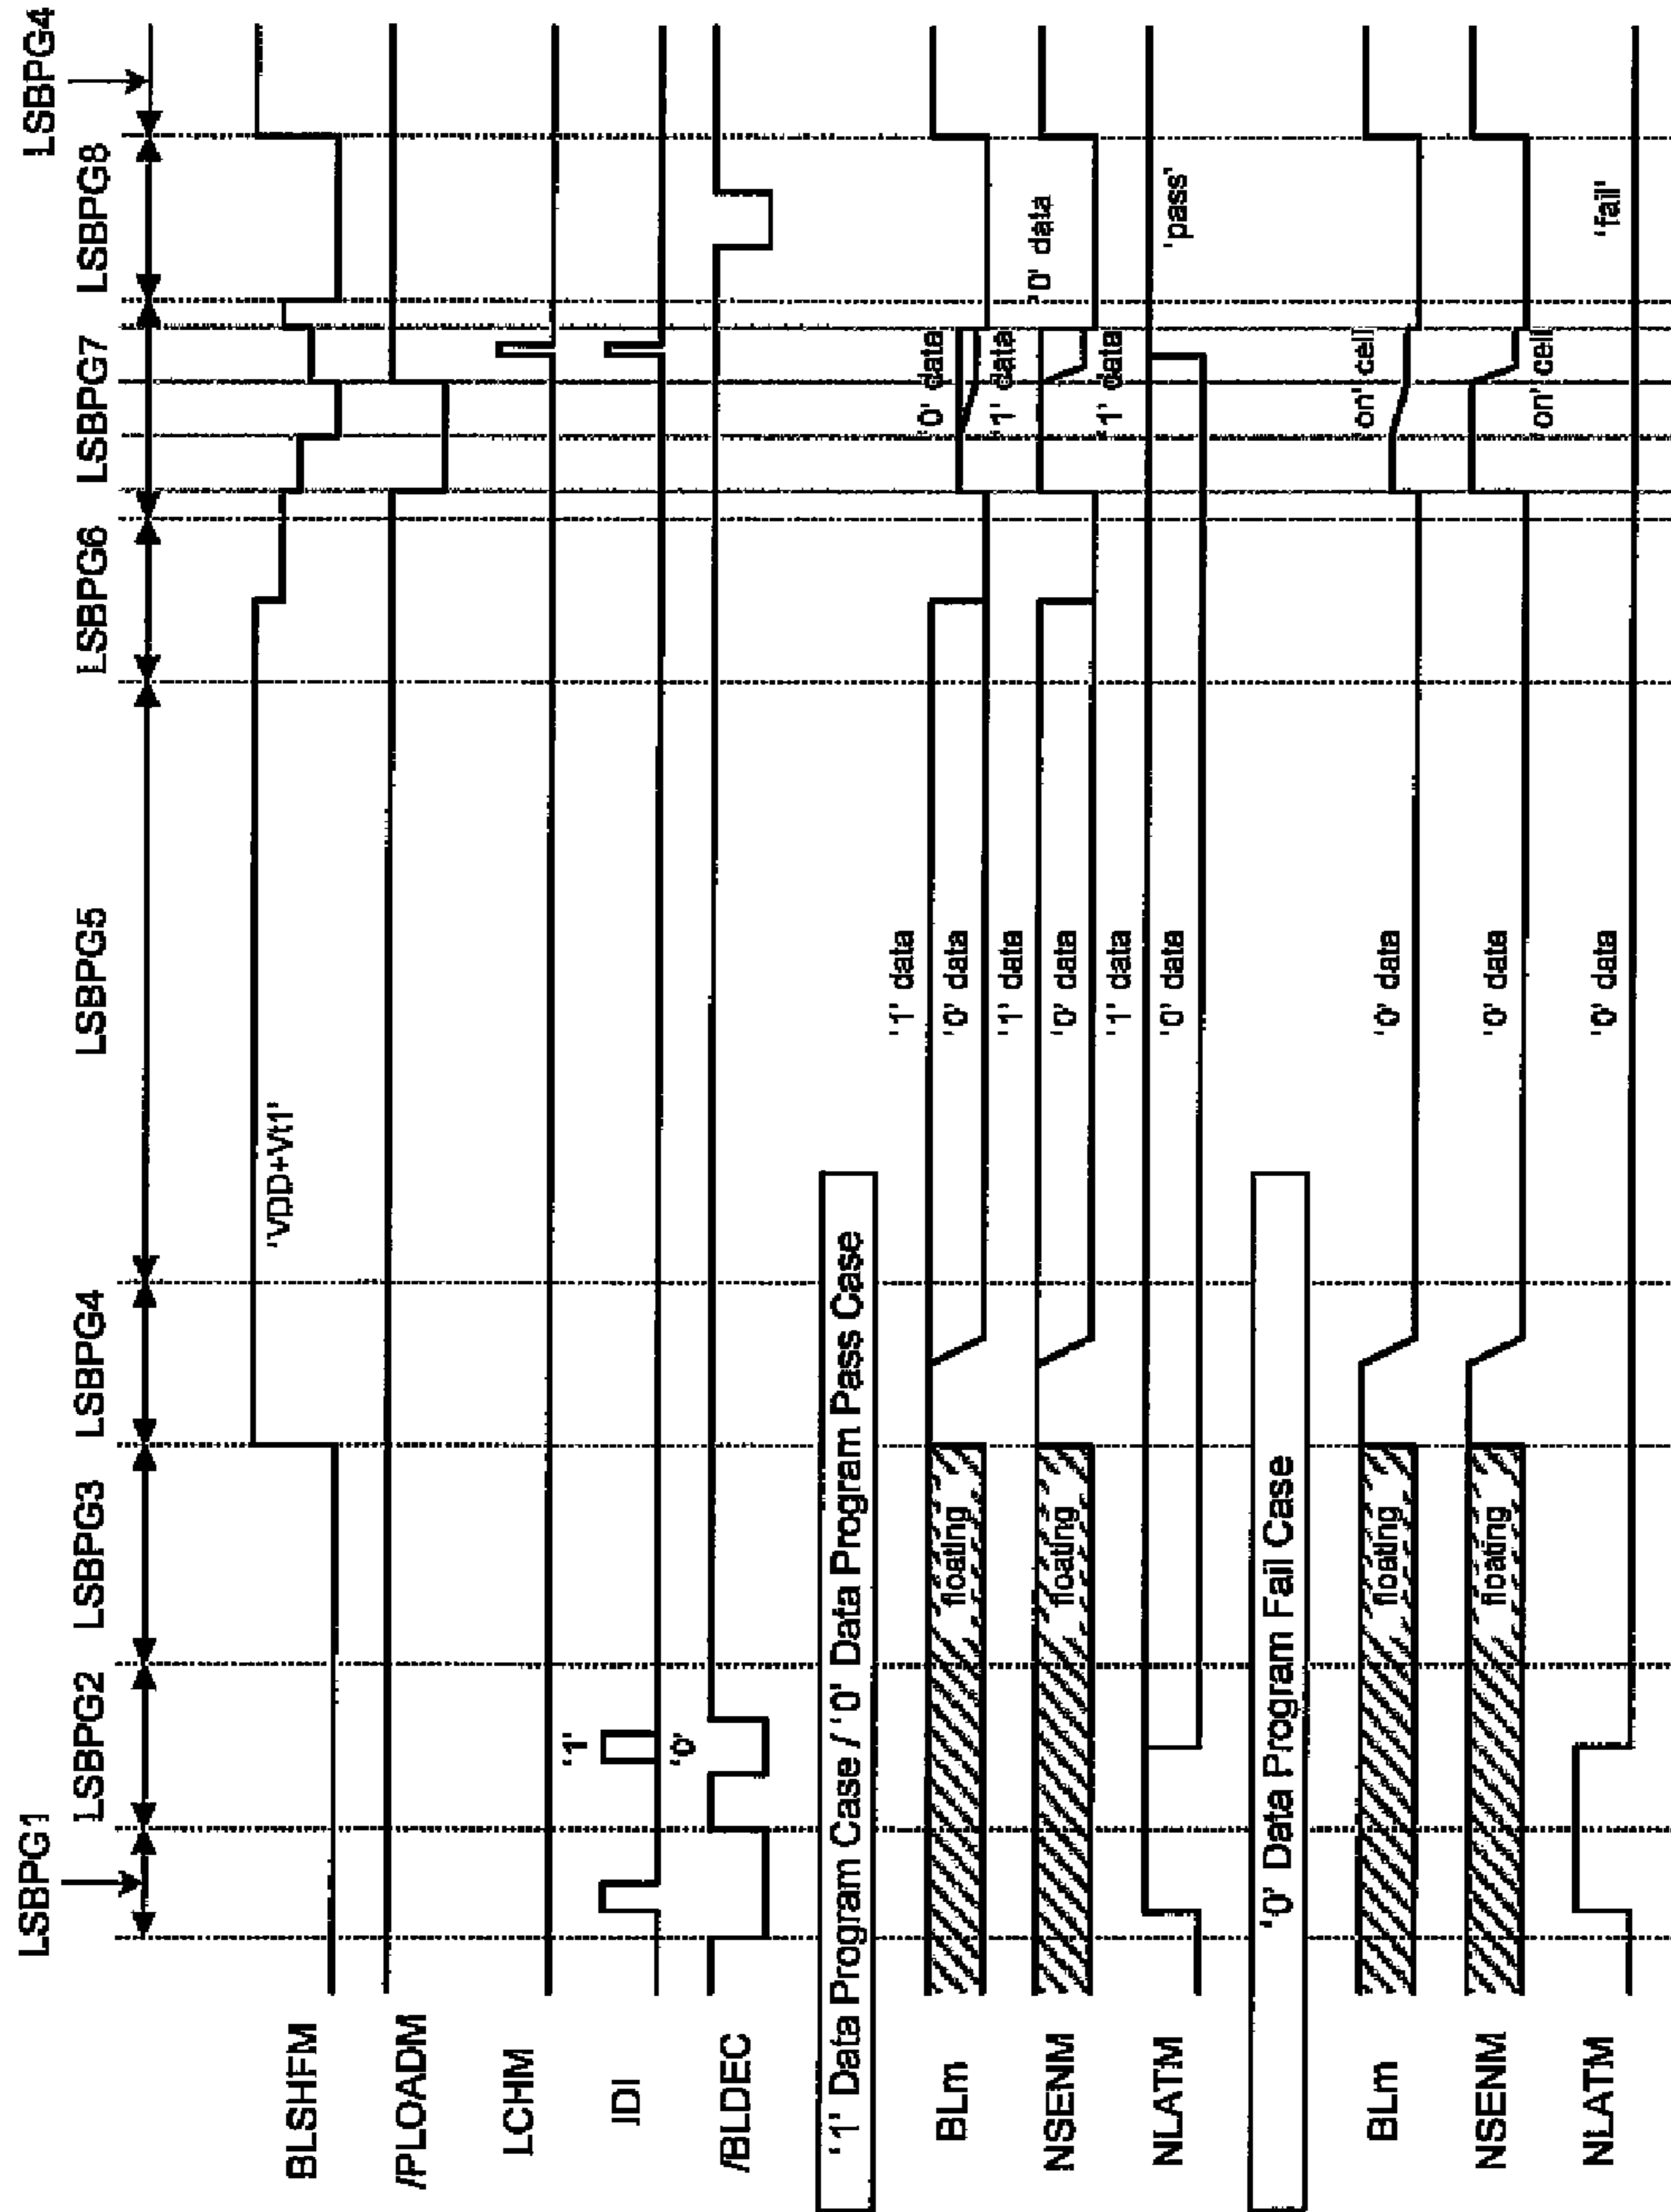 LSBPG1
LSBPG4
LSBPG2 LSBPG3 LSBPG4 LSBPG5 LSBPG6 LSBPG7 LSBPG8
BLSHFM
'VDD+Vt1'
/PLOADM
LCHM
IDI
'1'
'0'
/BLDEC
'1' Data Program Case / '0' Data Program Pass Case
'1' data
'0' data
BLm
floating
'0' data
'1' data
'1' data
'0' data
NSENM
floating
'0' data
'1' data
'1' data
'0' data
NLATM
'pass'
'0' Data Program Fail Case
BLm
floating
'0' data
'on' cell
NSENM
floating
'0' data
'on' cell
NLATM
'0' data
'fail'